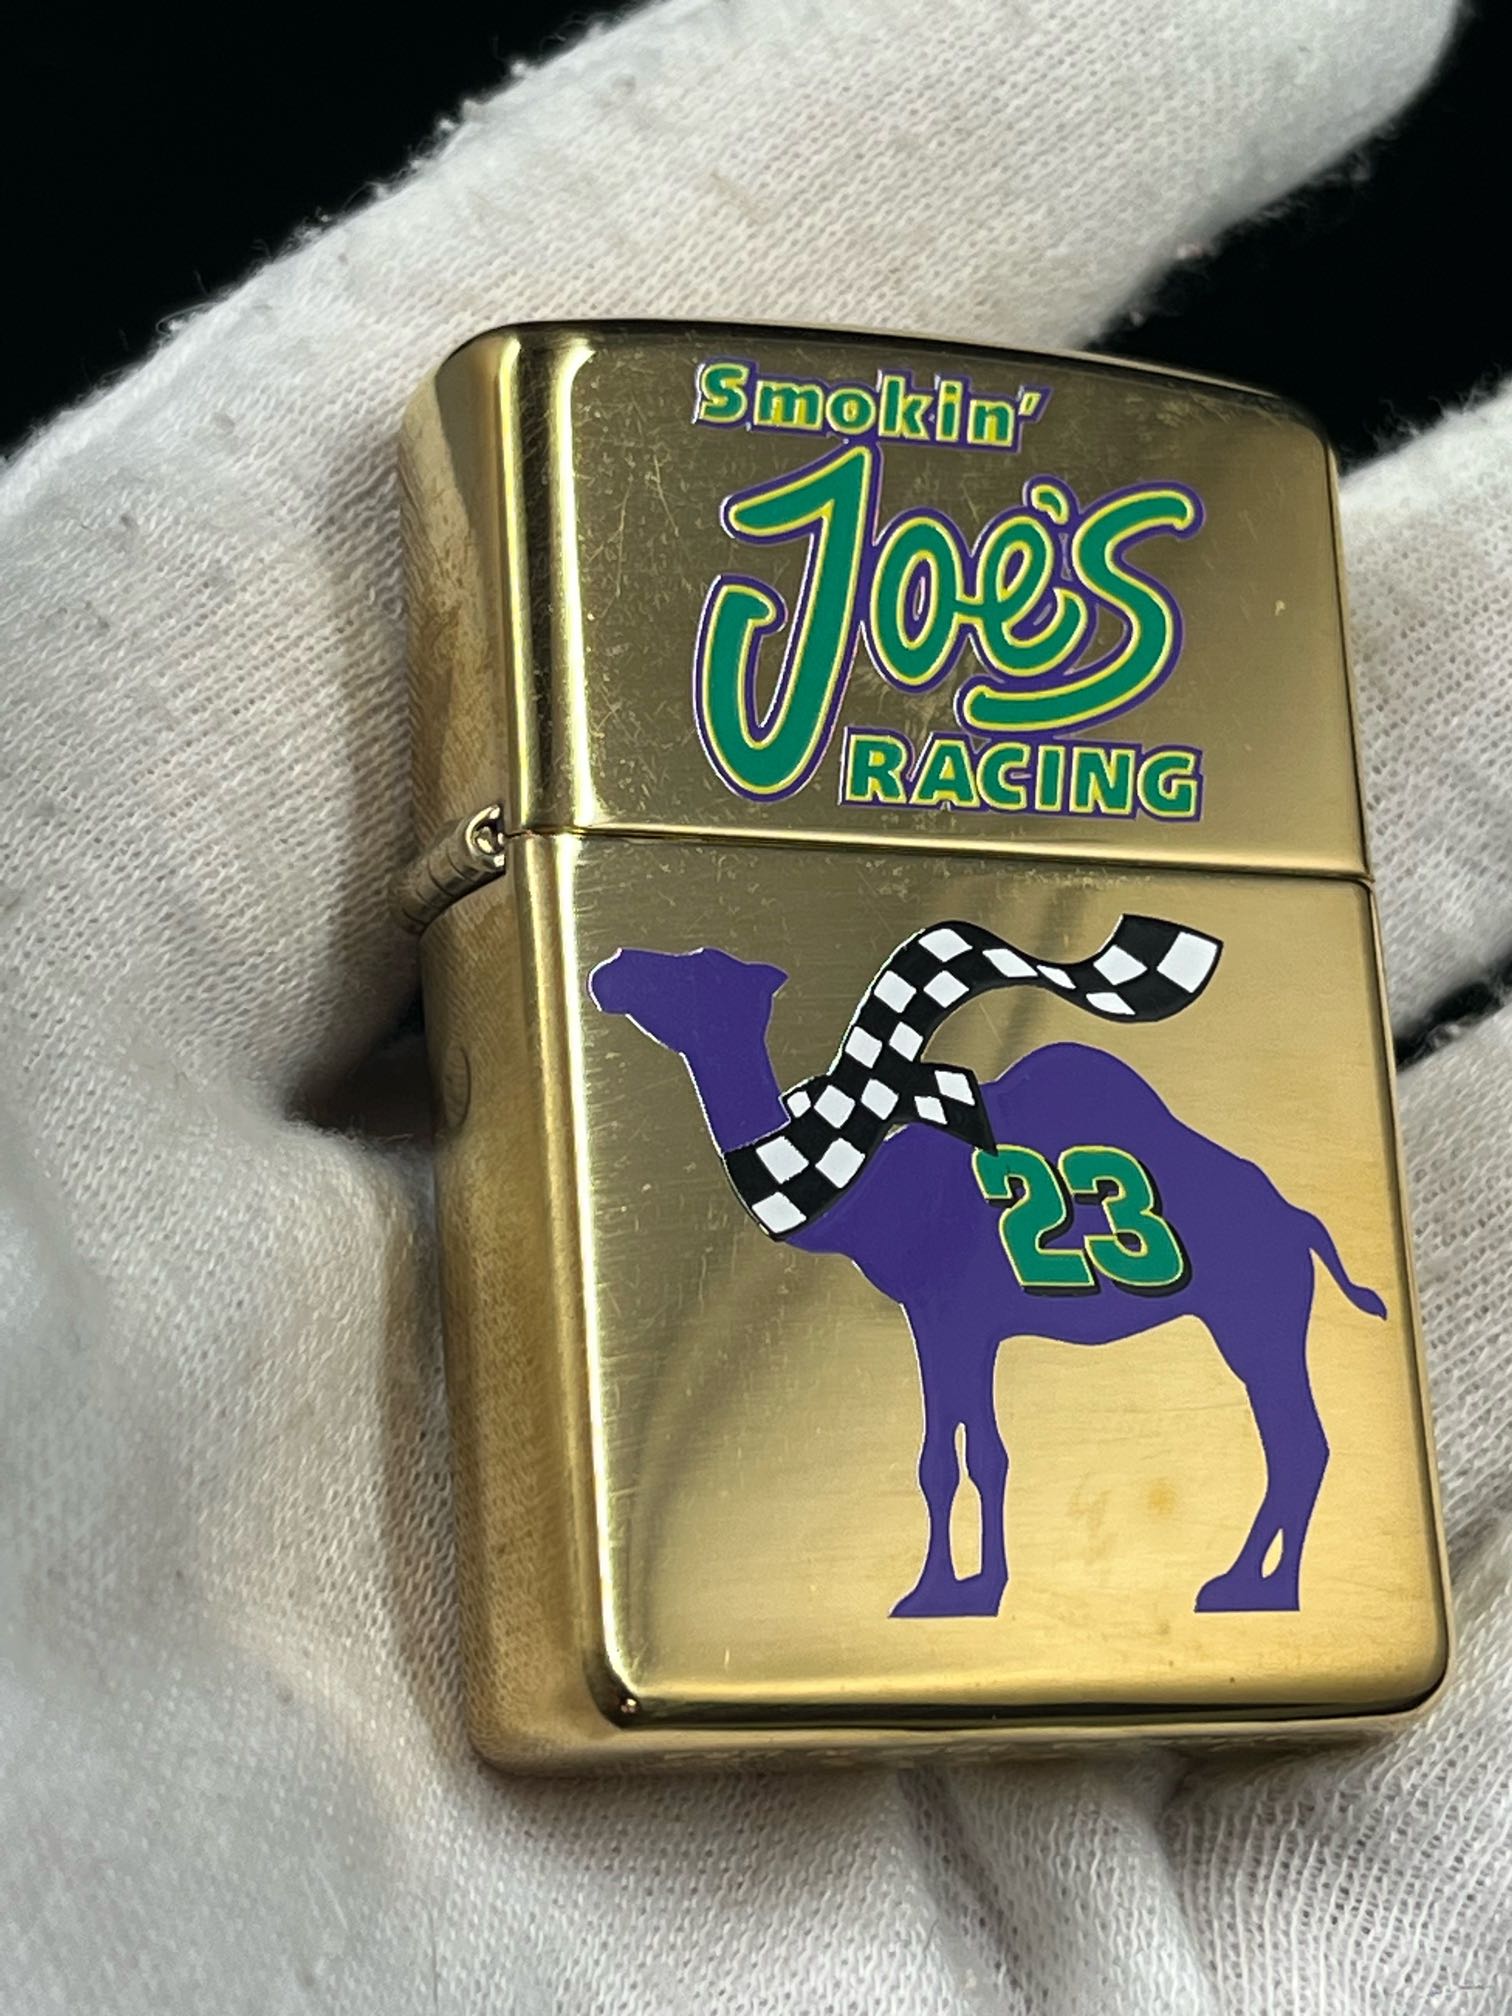 Smokin'
Joe's
RACING
23